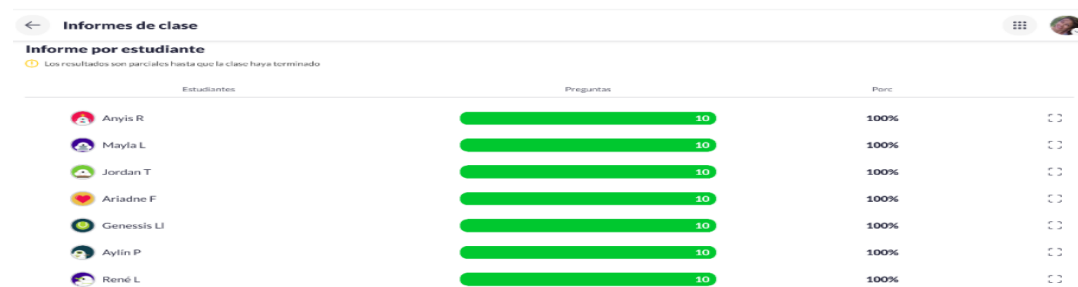 Informes de clase
Informe por estudiante
Los resultados son parciales hasta que la clase haya terminado
Estudiantes Preguntas Porc
Anyis R 10 100%
Mayla L 10 100%
Jordan T 10 100%
Ariadne F 10 100%
Genessis Ll 10 100%
Aylín P 10 100%
René L 10 100%